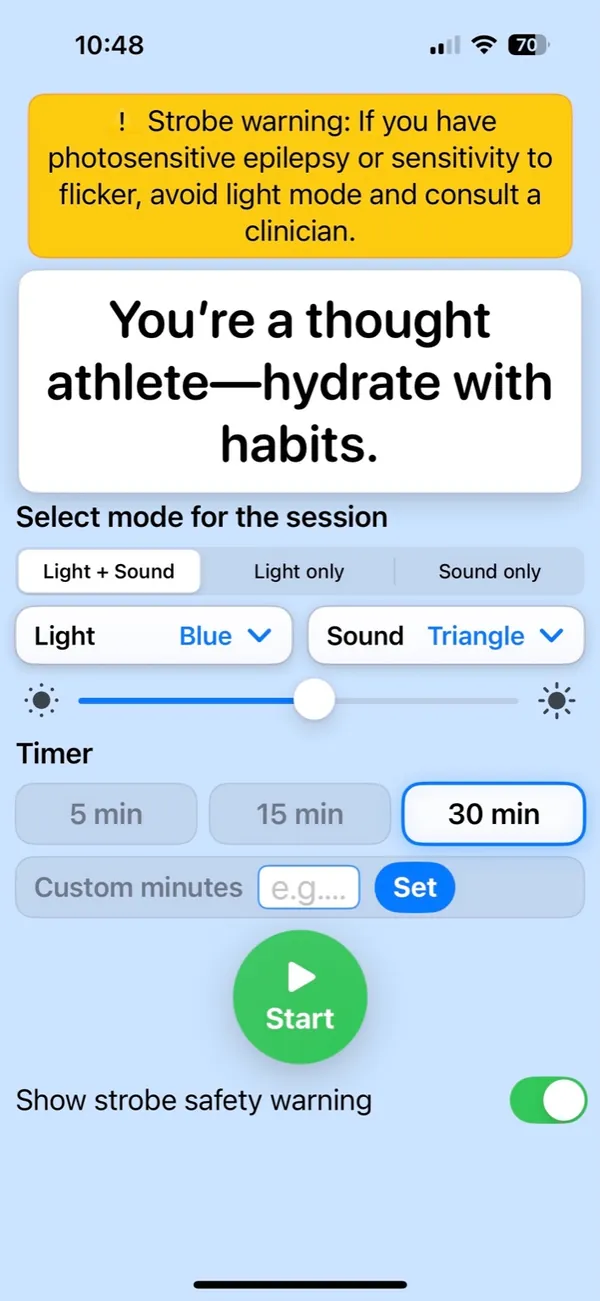 10:48
70
! Strobe warning: If you have
photosensitive epilepsy or sensitivity to
flicker, avoid light mode and consult a
clinician.
You're a thought
athlete—hydrate with
habits.
Select mode for the session
Light + Sound Light only Sound only
Light Blue Sound Triangle
Timer
5 min 15 min 30 min
Custom minutes e.g.... Set
Start
Show strobe safety warning